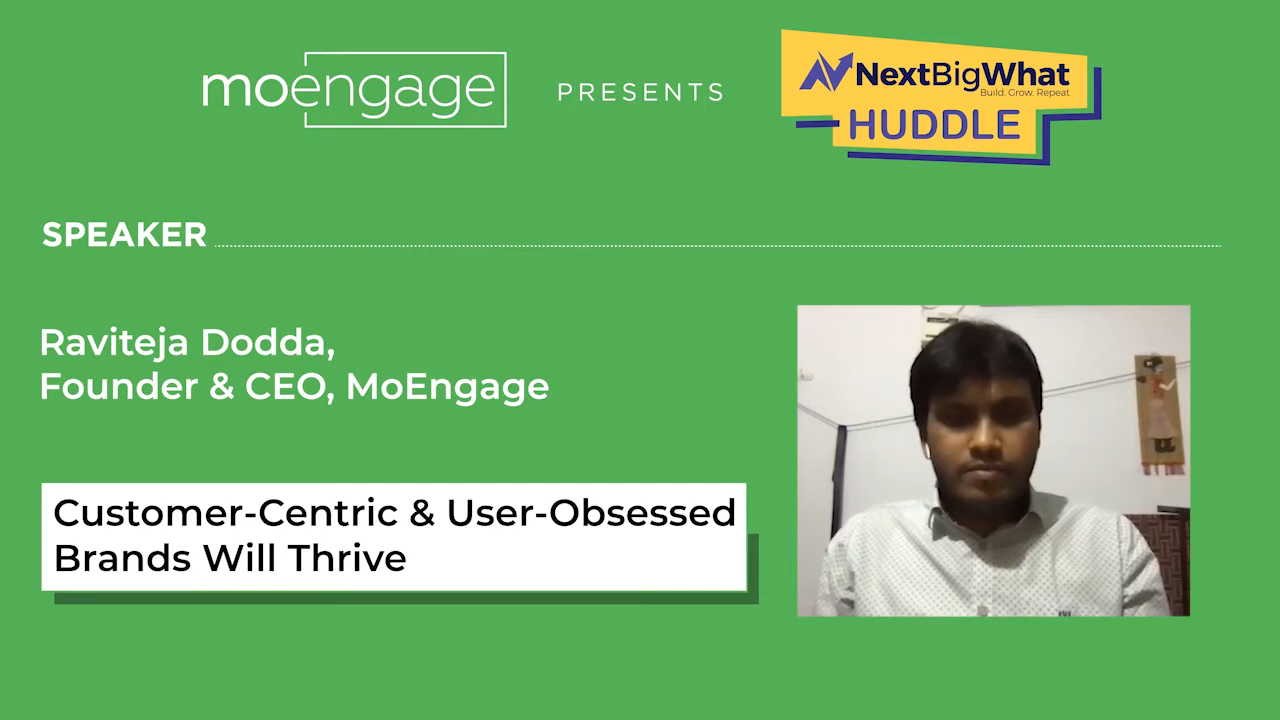 moengage
PRESENTS
NextBigWhat
Build. Grow. Repeat.
HUDDLE
SPEAKER
Raviteja Dodda,
Founder & CEO, MoEngage
Customer-Centric & User-Obsessed
Brands Will Thrive